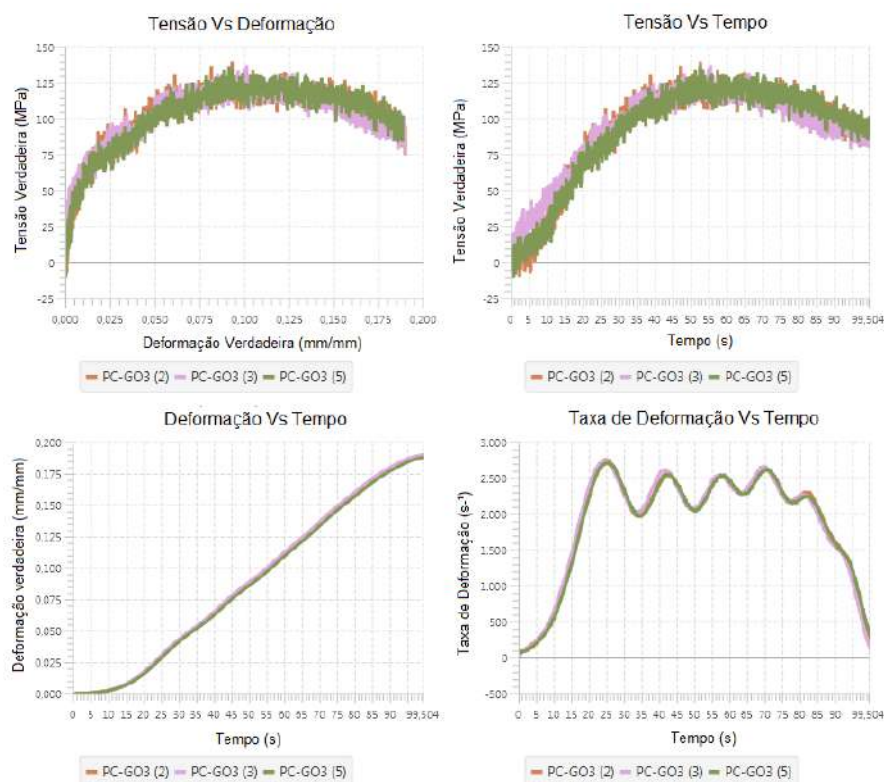 Tensão Vs Deformação
Tensão Verdadeira (MPa)
150
125
100
75
50
25
0
-25
0,000 0,025 0,050 0,075 0,100 0,125 0,150 0,175 0,200
Deformação Verdadeira (mm/mm)
PC-GO3 (2) PC-GO3 (3) PC-GO3 (5)
Tensão Vs Tempo
Tensão Verdadeira (MPa)
150
125
100
75
50
25
0
-25
0 5 10 15 20 25 30 35 40 45 50 55 60 65 70 75 80 85 90 99,504
Tempo (s)
PC-GO3 (2) PC-GO3 (3) PC-GO3 (5)
Deformação Vs Tempo
Deformação verdadeira (mm/mm)
0.200
0.175
0.150
0.125
0.100
0.075
0.050
0.025
0.000
0 5 10 15 20 25 30 35 40 45 50 55 60 65 70 75 80 85 90 99,504
Tempo (s)
PC-GO3 (2) PC-GO3 (3) PC-GO3 (5)
Taxa de Deformação Vs Tempo
Taxa de Deformação (s⁻¹)
3.000
2.500
2.000
1.500
1.000
500
0
-500
0 5 10 15 20 25 30 35 40 45 50 55 60 65 70 75 80 85 90 99,504
Tempo (s)
PC-GO3 (2) PC-GO3 (3) PC-GO3 (5)